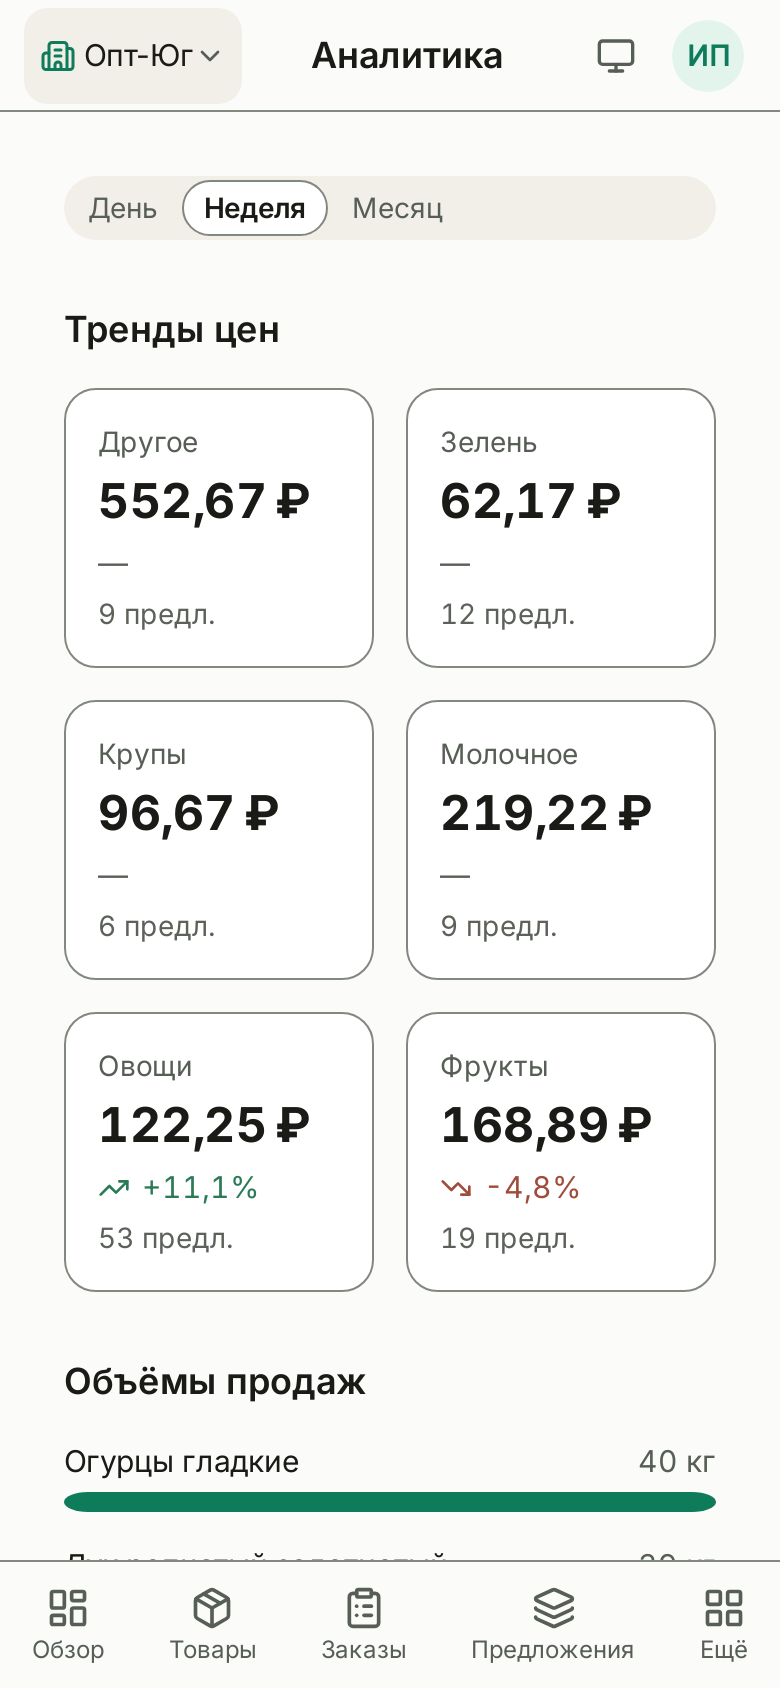 Опт-Юг
Аналитика
ИП
День
Неделя
Месяц
Тренды цен
Другое
552,67 ₽
—
9 предл.
Зелень
62,17 ₽
—
12 предл.
Крупы
96,67 ₽
—
6 предл.
Молочное
219,22 ₽
—
9 предл.
Овощи
122,25 ₽
+11,1%
53 предл.
Фрукты
168,89 ₽
-4,8%
19 предл.
Объёмы продаж
Огурцы гладкие
40 кг
Обзор
Товары
Заказы
Предложения
Ещё